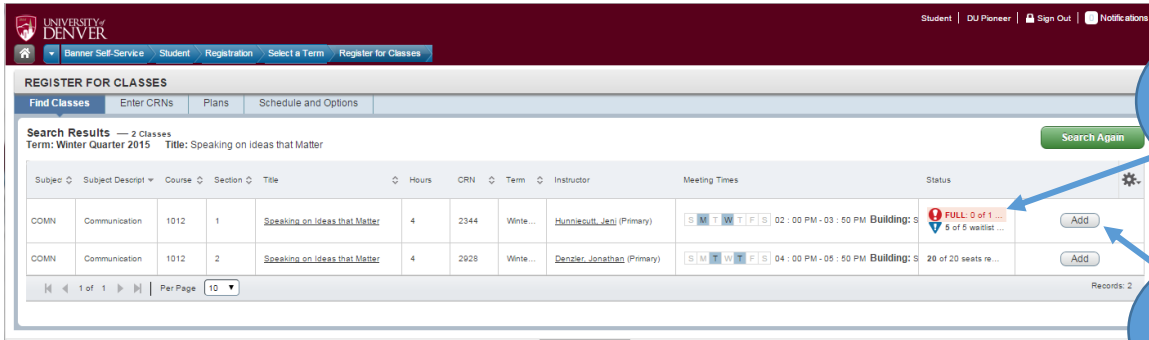 UNIVERSITY of
DENVER
Student | DU Pioneer | Sign Out | 0 Notifications
Banner Self-Service Student Registration Select a Term Register for Classes
REGISTER FOR CLASSES
Find Classes Enter CRNs Plans Schedule and Options
Search Results — 2 Classes
Term: Winter Quarter 2015 Title: Speaking on ideas that Matter
Search Again
Subject Subject Descript Course Section Title Hours CRN Term Instructor Meeting Times Status
COMN Communication 1012 1 Speaking on Ideas that Matter 4 2344 Winte... Hunniecutt, Jeni (Primary) S M T W T F S 02 : 00 PM - 03 : 50 PM Building: S FULL: 0 of 1 ... Add
5 of 5 waitlist ...
COMN Communication 1012 2 Speaking on Ideas that Matter 4 2928 Winte... Denzler, Jonathan (Primary) S M T W T F S 04 : 00 PM - 05 : 50 PM Building: S 20 of 20 seats re... Add
1 of 1 Per Page 10 Records: 2